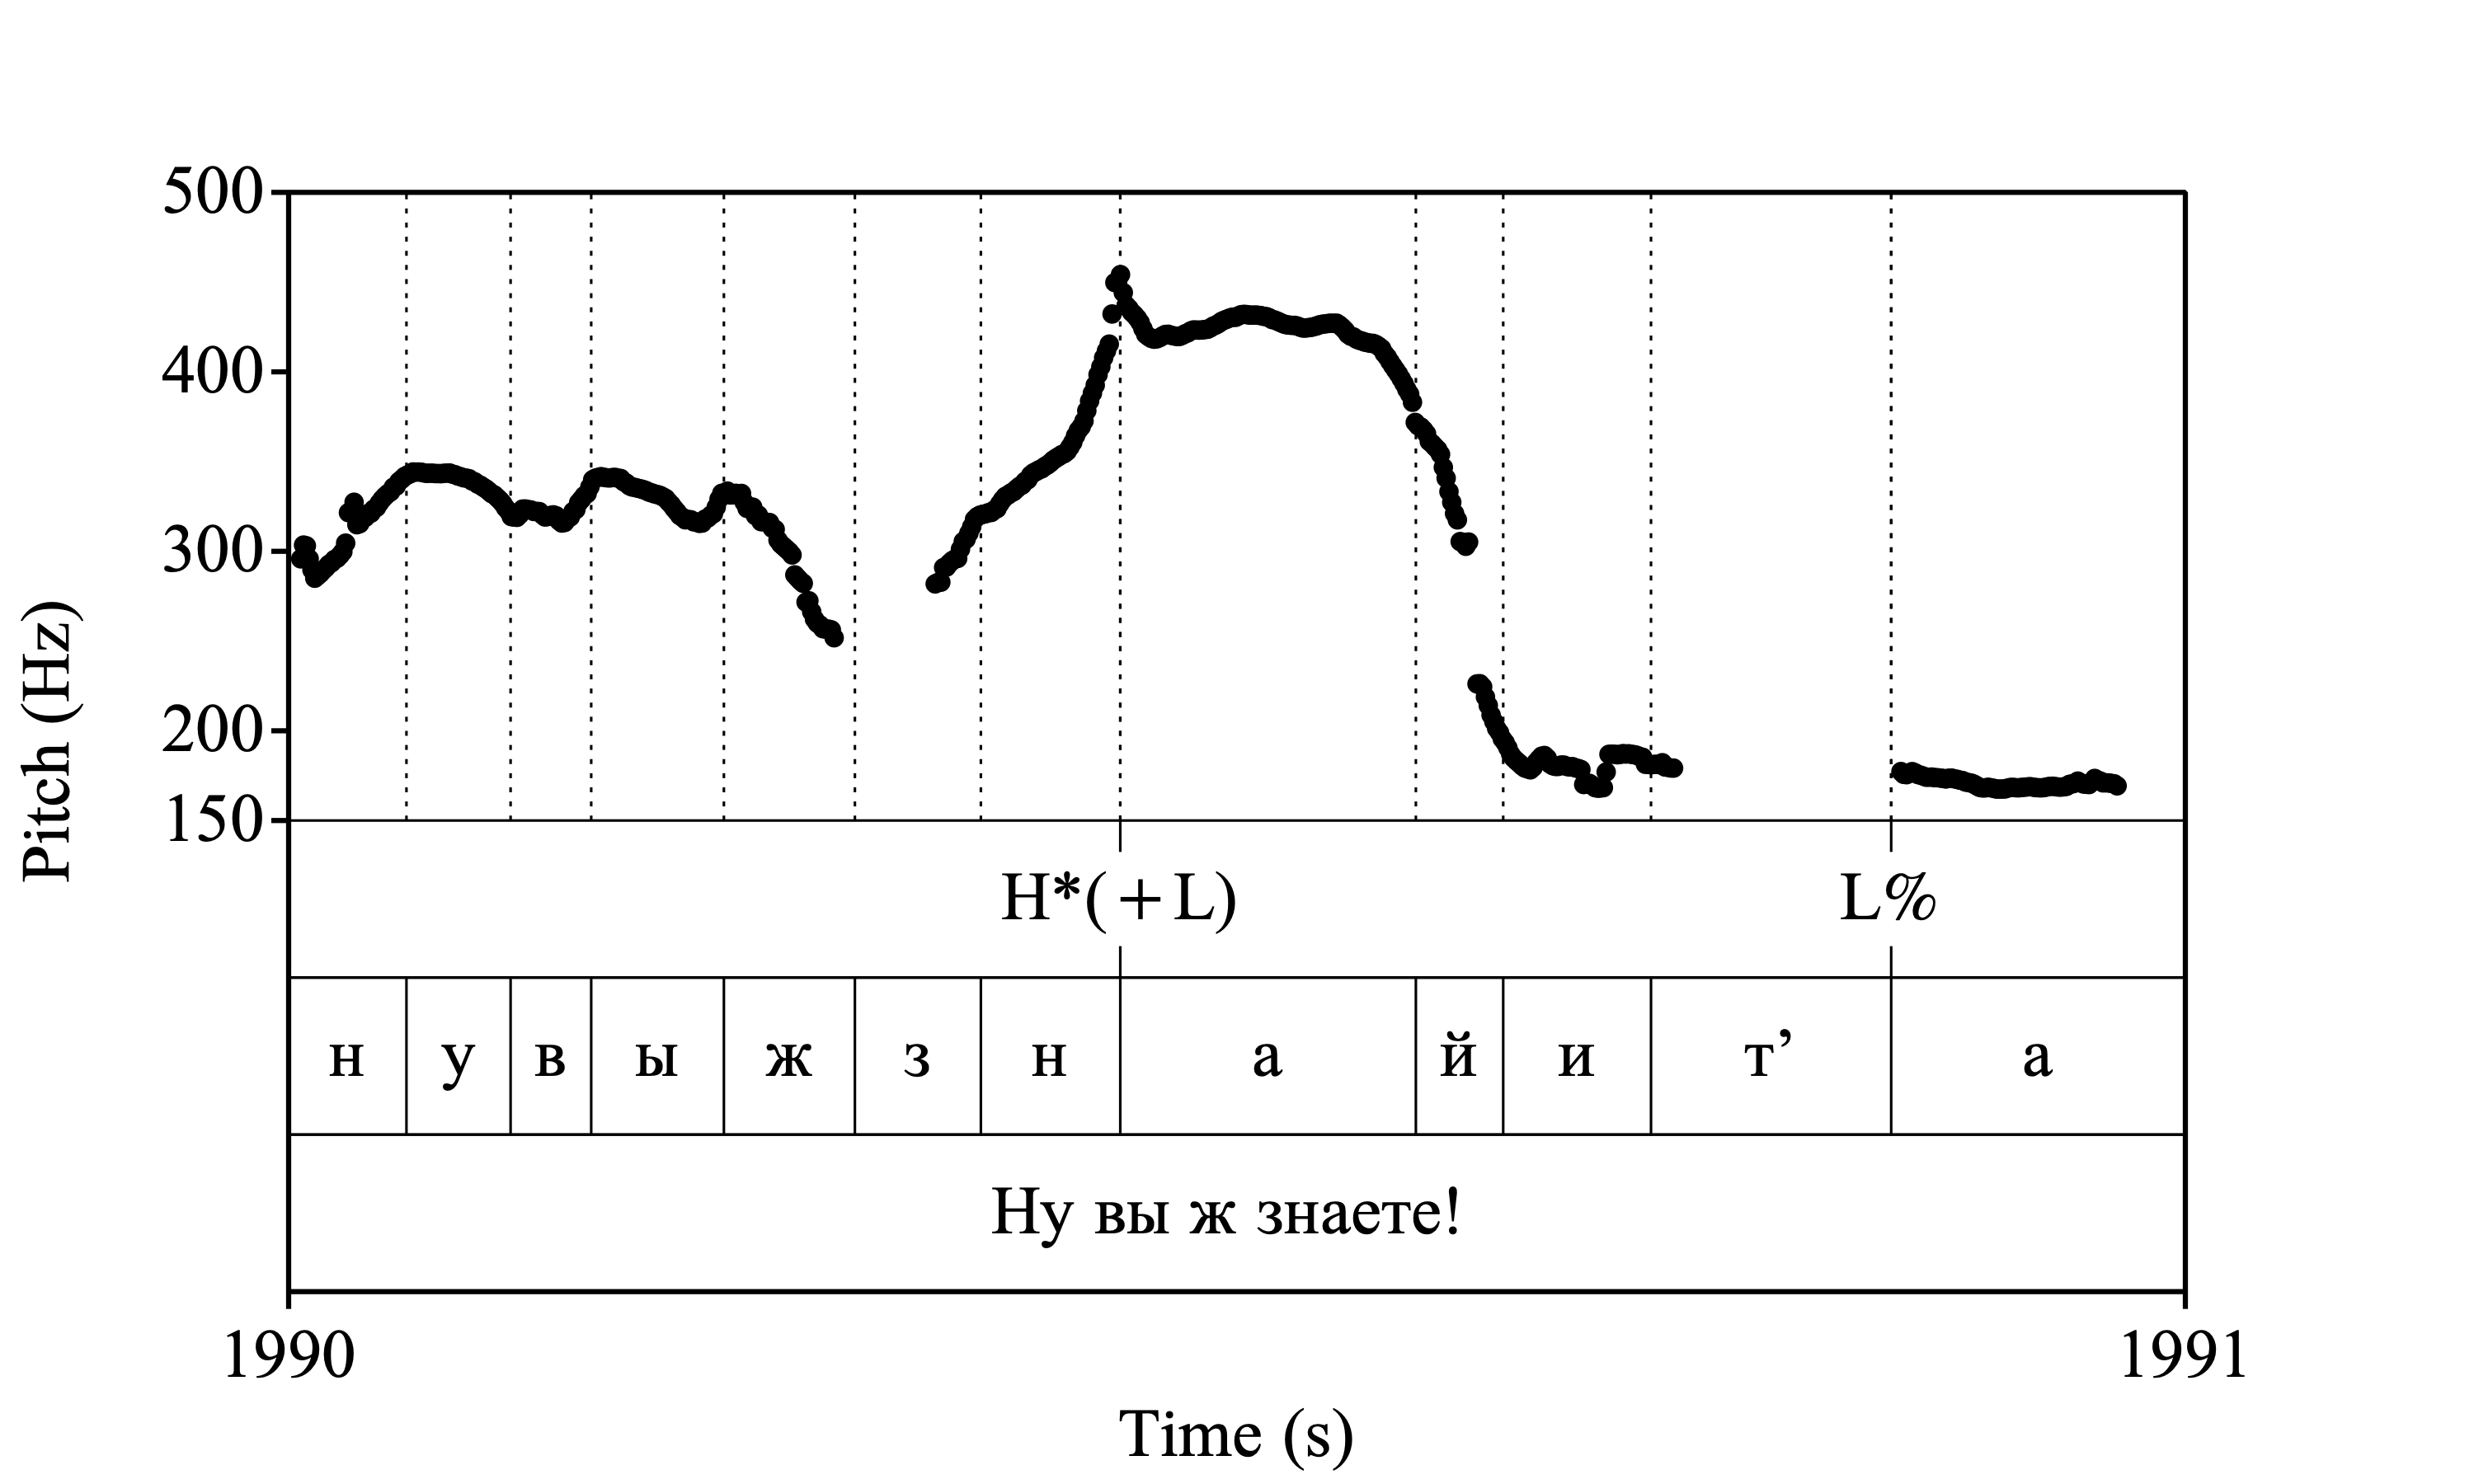 500
400
300
200
150
Pitch (Hz)
H*(+L) L%
н у в ы ж з н а й и т’ а
Ну вы ж знаете!
1990 1991
Time (s)